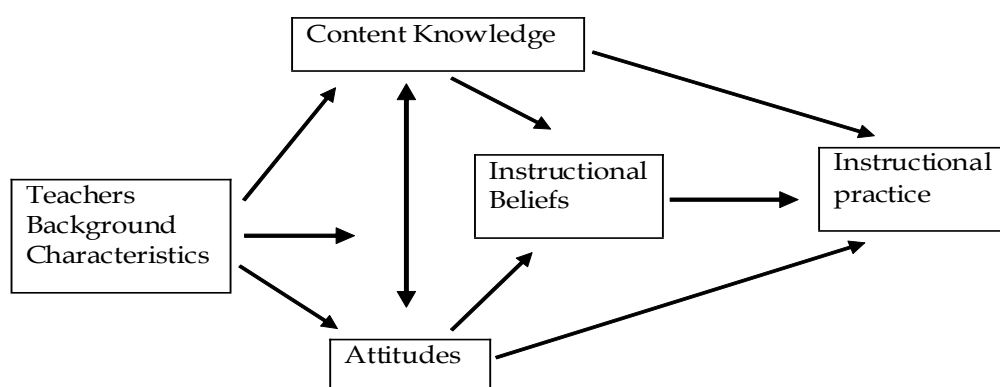 Content Knowledge
Teachers
Background
Characteristics
Instructional
Beliefs
Instructional
practice
Attitudes